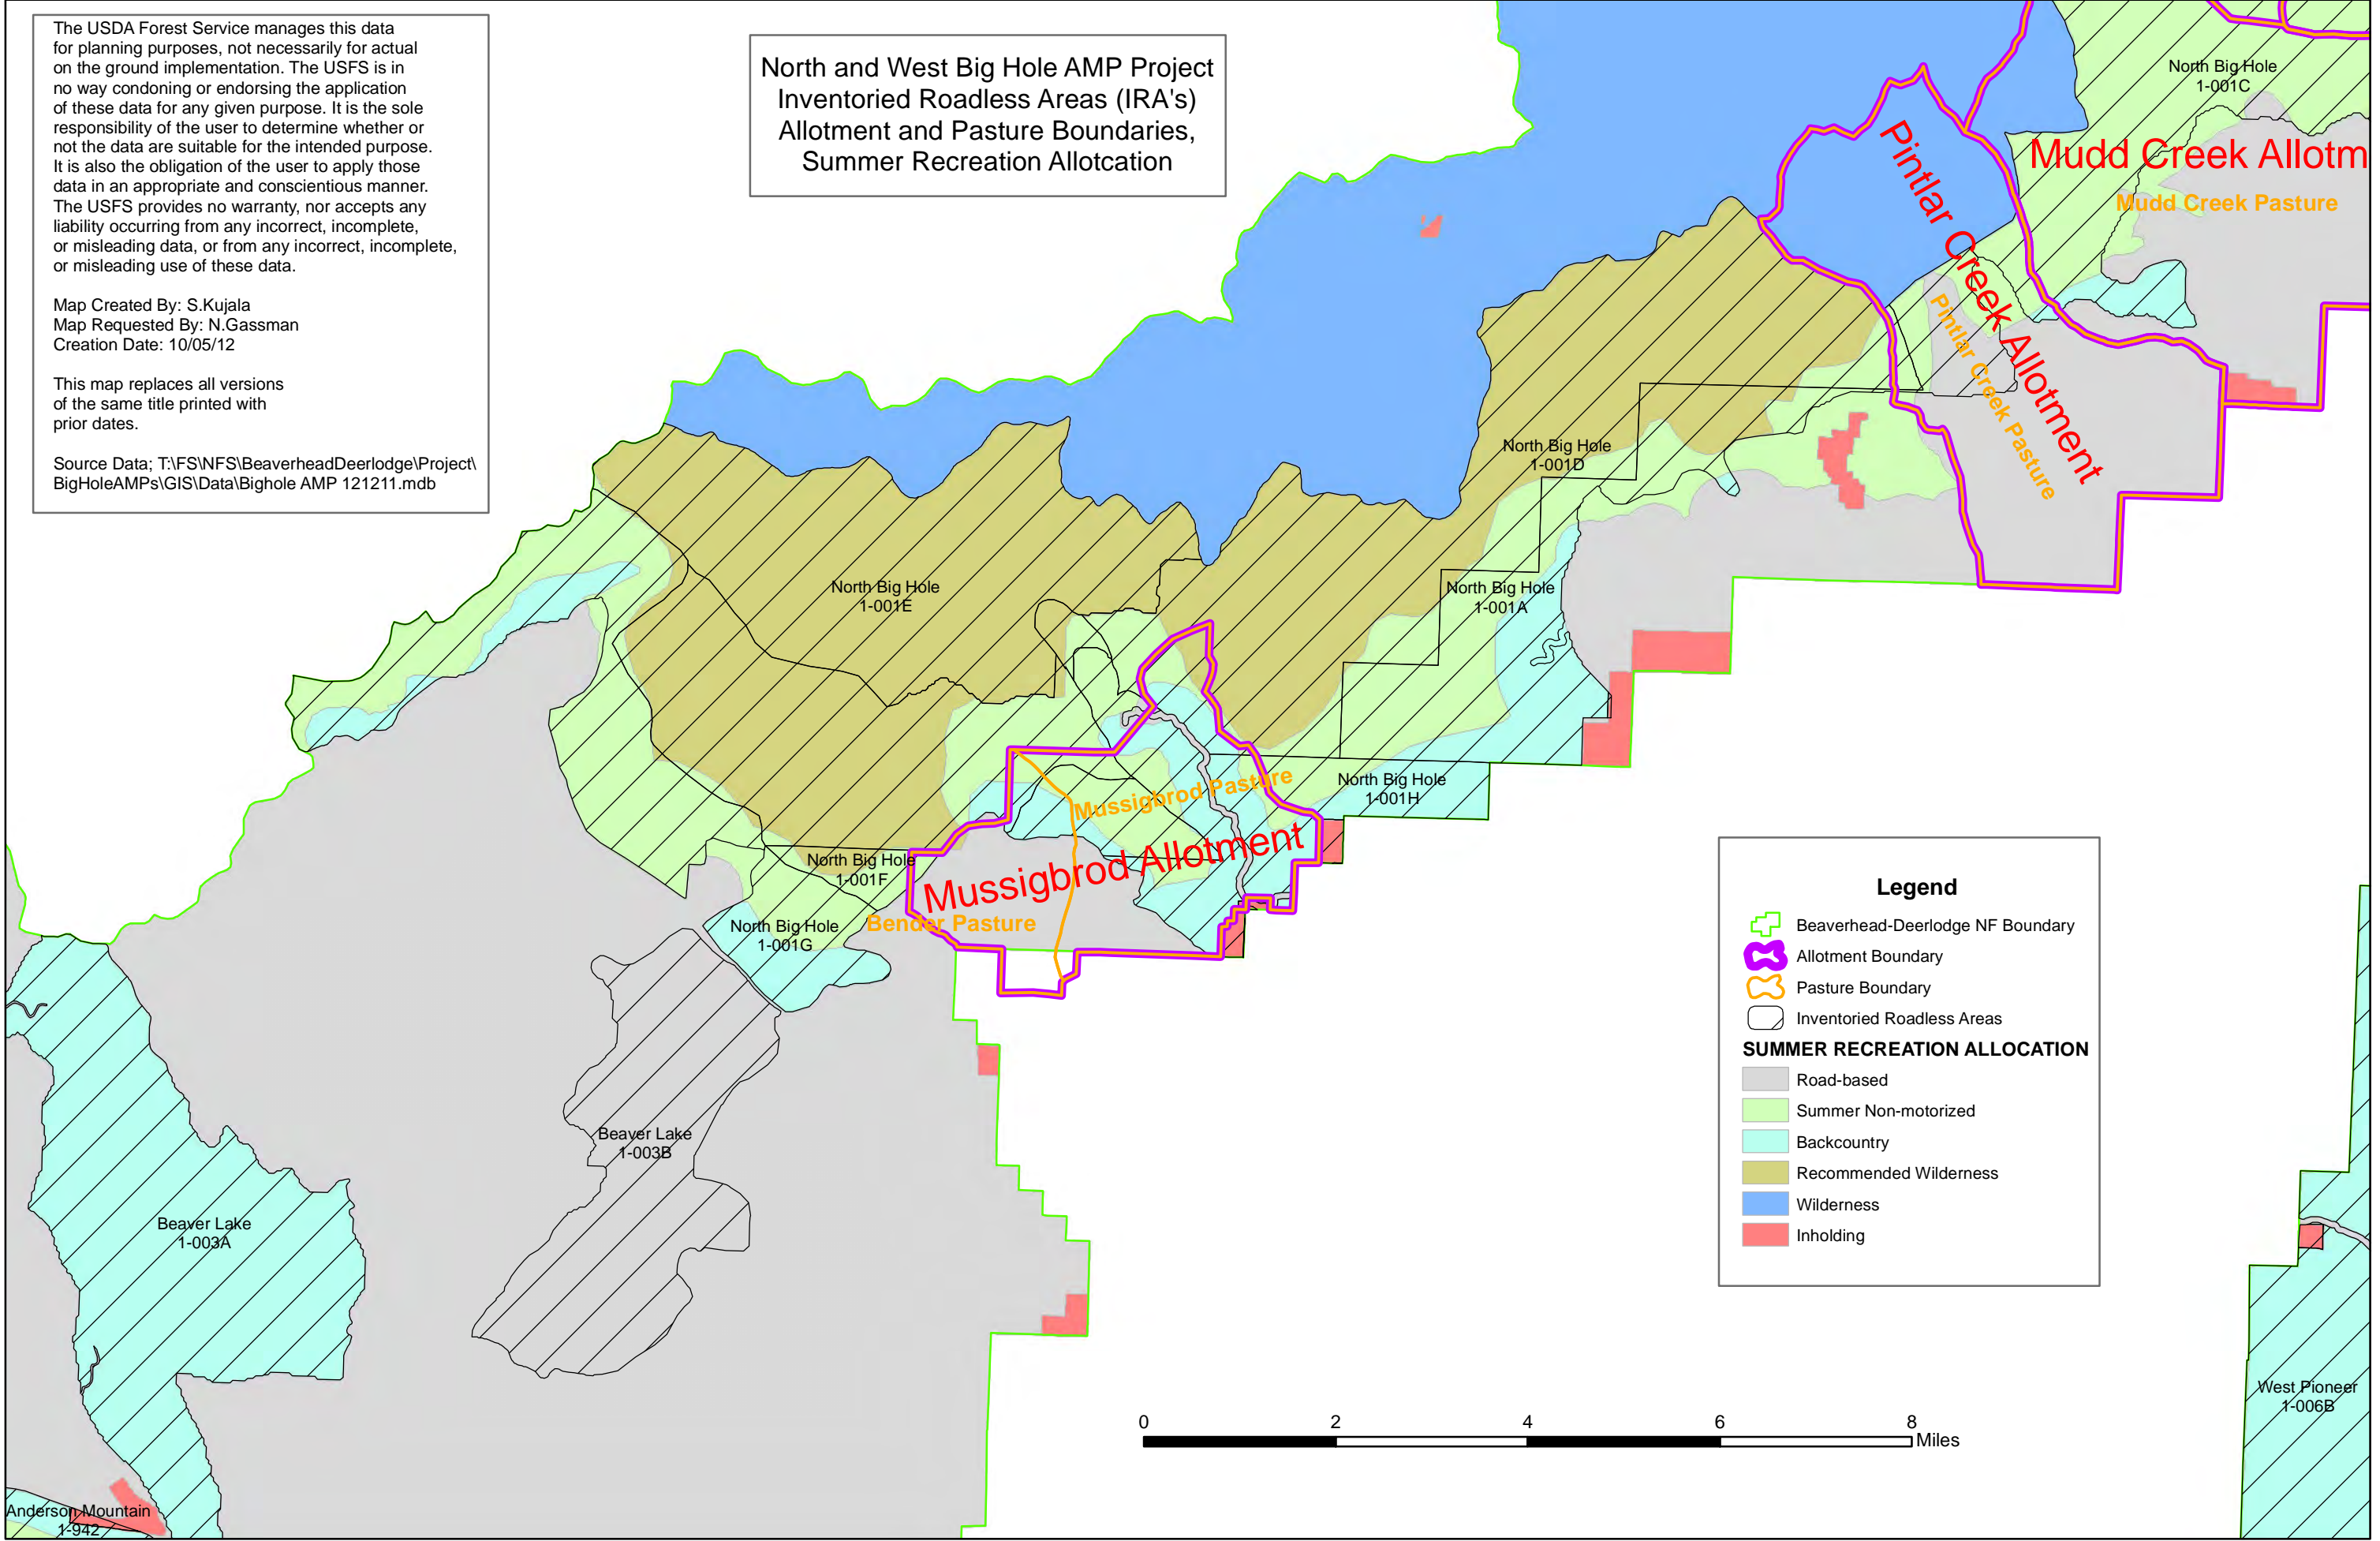 The USDA Forest Service manages this data
for planning purposes, not necessarily for actual
on the ground implementation. The USFS is in
no way condoning or endorsing the application
of these data for any given purpose. It is the sole
responsibility of the user to determine whether or
not the data are suitable for the intended purpose.
It is also the obligation of the user to apply those
data in an appropriate and conscientious manner.
The USFS provides no warranty, nor accepts any
liability occurring from any incorrect, incomplete,
or misleading data, or from any incorrect, incomplete,
or misleading use of these data.
Map Created By: S.Kujala
Map Requested By: N.Gassman
Creation Date: 10/05/12
This map replaces all versions
of the same title printed with
prior dates.
Source Data; T:\FS\NFS\BeaverheadDeerlodge\Project\
BigHoleAMPs\GIS\Data\Bighole AMP 121211.mdb
North and West Big Hole AMP Project
Inventoried Roadless Areas (IRA's)
Allotment and Pasture Boundaries,
Summer Recreation Allotcation
North Big Hole
1-001C
Mudd Creek Allotm
Mudd Creek Pasture
Pintlar Creek Allotment
Pintlar Creek Pasture
North Big Hole
1-001D
North Big Hole
1-001E
North Big Hole
1-001A
North Big Hole
1-001H
Mussigbrod Pasture
Mussigbrod Allotment
North Big Hole
1-001F
Bender Pasture
North Big Hole
1-001G
Beaver Lake
1-003B
Beaver Lake
1-003A
Anderson Mountain
1-942
West Pioneer
1-006B
Legend
Beaverhead-Deerlodge NF Boundary
Allotment Boundary
Pasture Boundary
Inventoried Roadless Areas
SUMMER RECREATION ALLOCATION
Road-based
Summer Non-motorized
Backcountry
Recommended Wilderness
Wilderness
Inholding
0 2 4 6 8
Miles